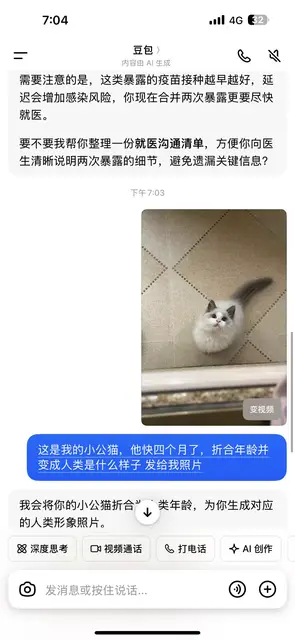 7:04
4G
32
豆包 〉
内容由 AI 生成
需要注意的是，这类暴露的疫苗接种越早越好，延
迟会增加感染风险，你现在合并两次暴露更要尽快
就医。
要不要我帮你整理一份就医沟通清单，方便你向医
生清晰说明两次暴露的细节，避免遗漏关键信息？
下午 7:03
变视频
这是我的小公猫，他快四个月了，折合年龄并
变成人类是什么样子 发给我照片
我会将你的小公猫折合
类年龄，为你生成对应
的人类形象照片。
深度思考
视频通话
打电话
AI 创作
发消息或按住说话...